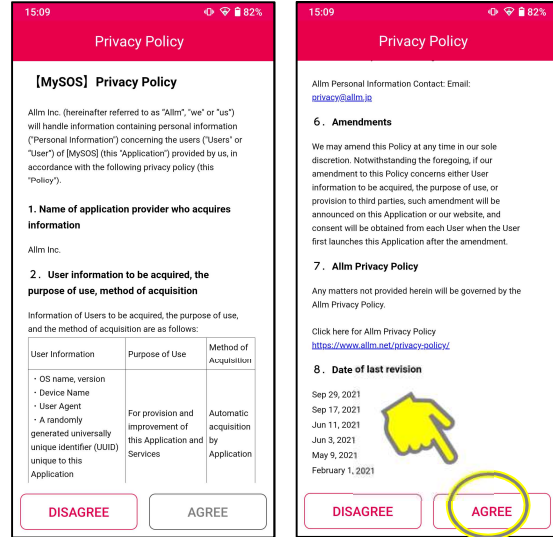 15:09
82%
Privacy Policy
【MySOS】 Privacy Policy
Allm Inc. (hereinafter referred to as “Allm”, “we” or “us”)
will handle information containing personal information
("Personal Information") concerning the users ("Users" or
"User") of [MySOS] (this "Application") provided by us, in
accordance with the following privacy policy (this
"Policy").
1. Name of application provider who acquires
information
Allm Inc.
２．User information to be acquired, the
purpose of use, method of acquisition
Information of Users to be acquired, the purpose of use,
and the method of acquisition are as follows:
User Information
Purpose of Use
Method of
Acquisition
・OS name, version
・Device Name
・User Agent
・A randomly
generated universally
unique identifier (UUID)
unique to this
Application
For provision and
improvement of
this Application and
Services
Automatic
acquisition
by
Application
DISAGREE
AGREE
15:09
82%
Privacy Policy
Allm Personal Information Contact: Email:
privacy@allm.jp
６．Amendments
We may amend this Policy at any time in our sole
discretion. Notwithstanding the foregoing, if our
amendment to this Policy concerns either User
information to be acquired, the purpose of use, or
provision to third parties, such amendment will be
announced on this Application or our website, and
consent will be obtained from each User when the User
first launches this Application after the amendment.
７．Allm Privacy Policy
Any matters not provided herein will be governed by the
Allm Privacy Policy.
Click here for Allm Privacy Policy
https://www.allm.net/privacy-policy/
８．Date of last revision
Sep 29, 2021
Sep 17, 2021
Jun 11, 2021
Jun 3, 2021
May 9, 2021
February 1, 2021
DISAGREE
AGREE